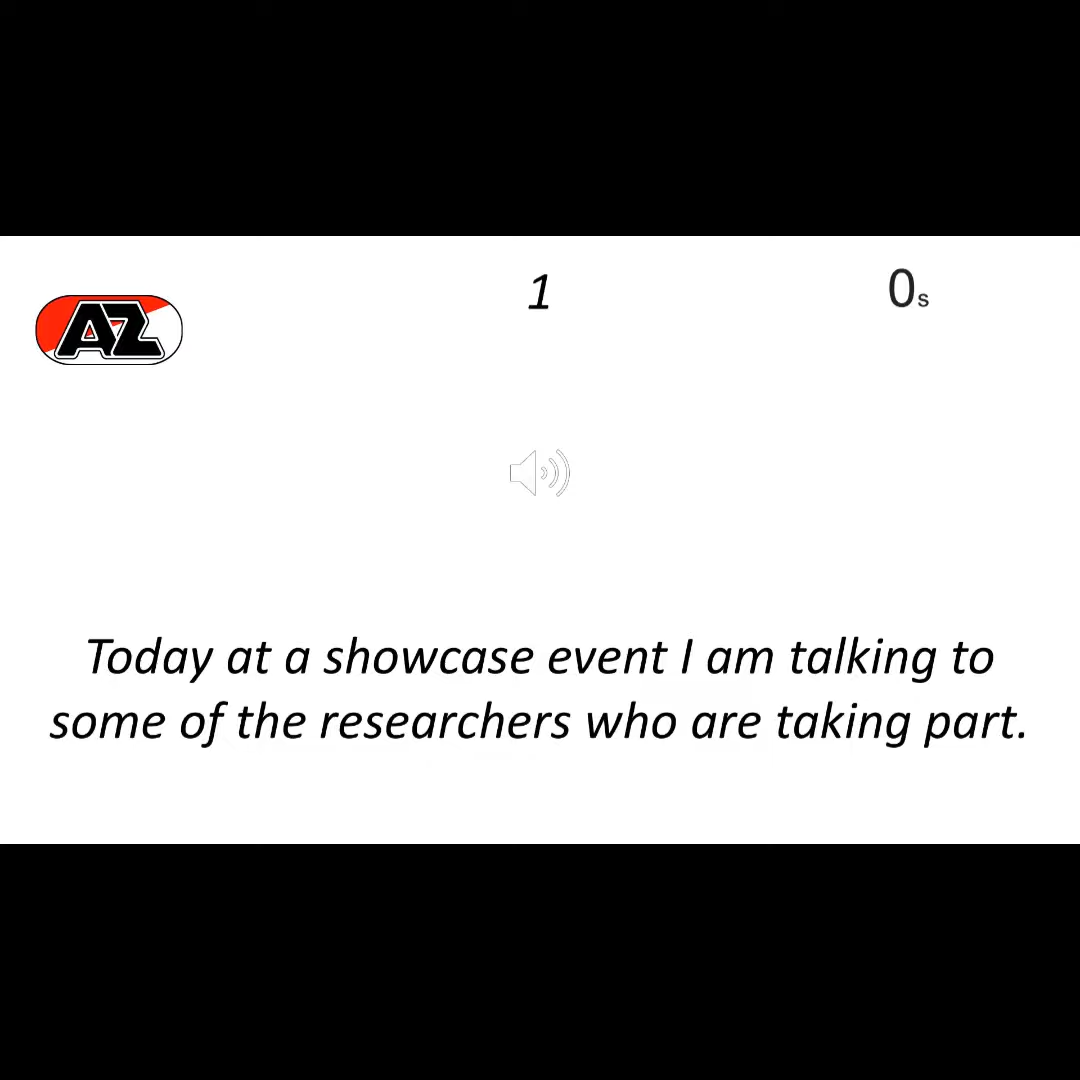 AZ
1
0s
Today at a showcase event I am talking to
some of the researchers who are taking part.